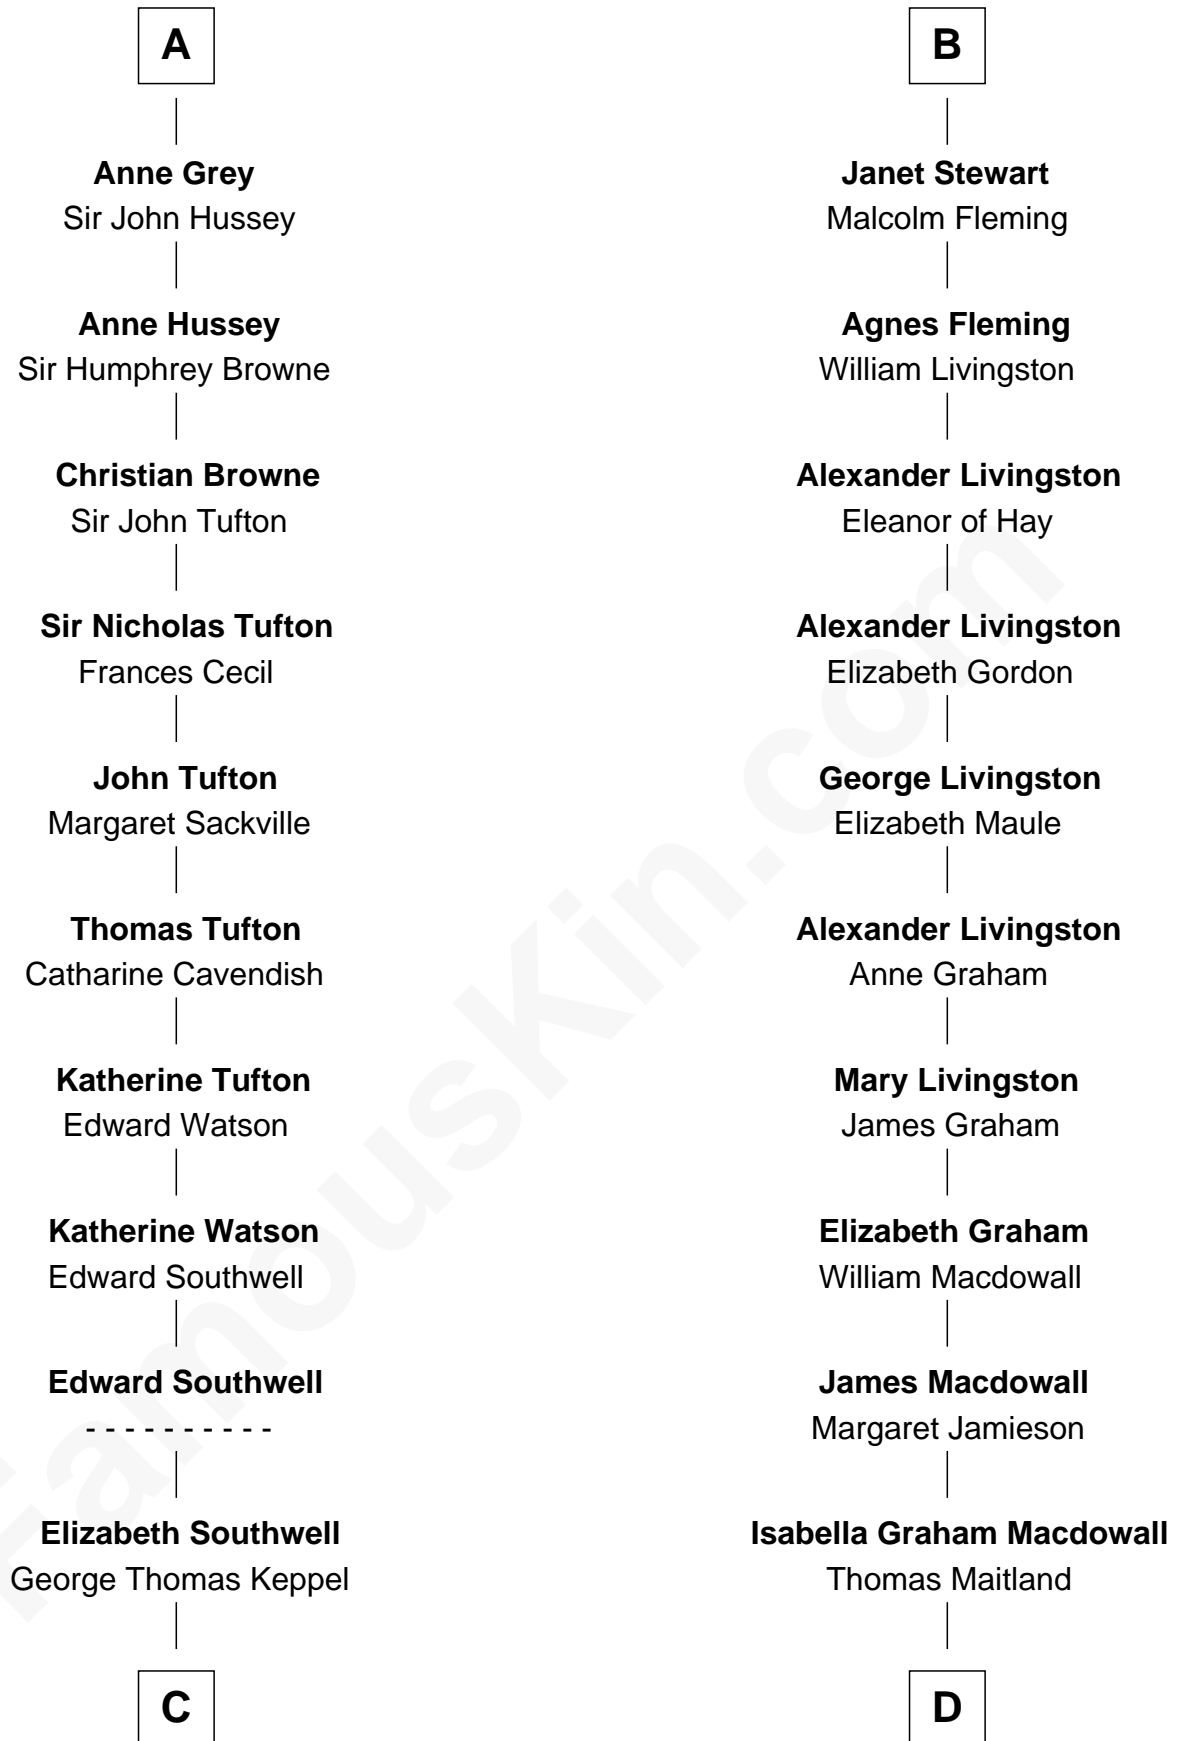 A
Anne Grey
Sir John Hussey
Anne Hussey
Sir Humphrey Browne
Christian Browne
Sir John Tufton
Sir Nicholas Tufton
Frances Cecil
John Tufton
Margaret Sackville
Thomas Tufton
Catharine Cavendish
Katherine Tufton
Edward Watson
Katherine Watson
Edward Southwell
Edward Southwell
- - - - - - - - - -
Elizabeth Southwell
George Thomas Keppel
C
B
Janet Stewart
Malcolm Fleming
Agnes Fleming
William Livingston
Alexander Livingston
Eleanor of Hay
Alexander Livingston
Elizabeth Gordon
George Livingston
Elizabeth Maule
Alexander Livingston
Anne Graham
Mary Livingston
James Graham
Elizabeth Graham
William Macdowall
James Macdowall
Margaret Jamieson
Isabella Graham Macdowall
Thomas Maitland
D
FamousKin.com